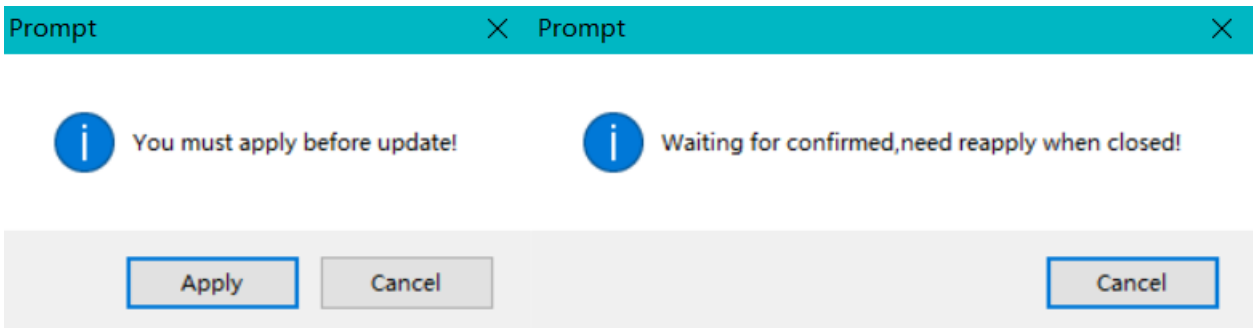 Prompt
You must apply before update!
Apply
Cancel
Prompt
Waiting for confirmed,need reapply when closed!
Cancel